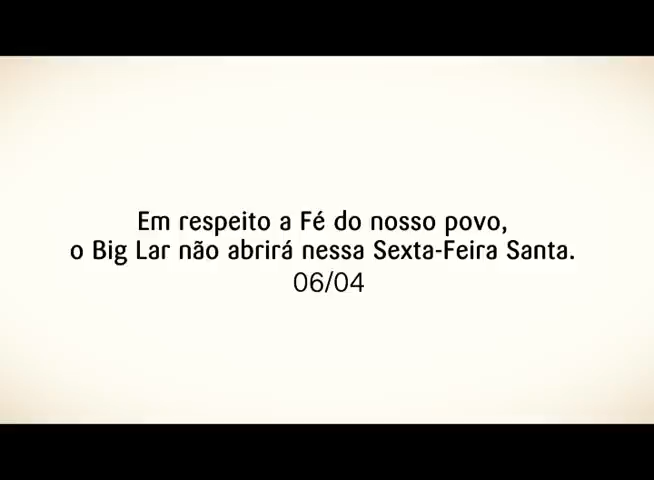 Em respeito a Fé do nosso povo,
o Big Lar não abrirá nessa Sexta-Feira Santa.
06/04